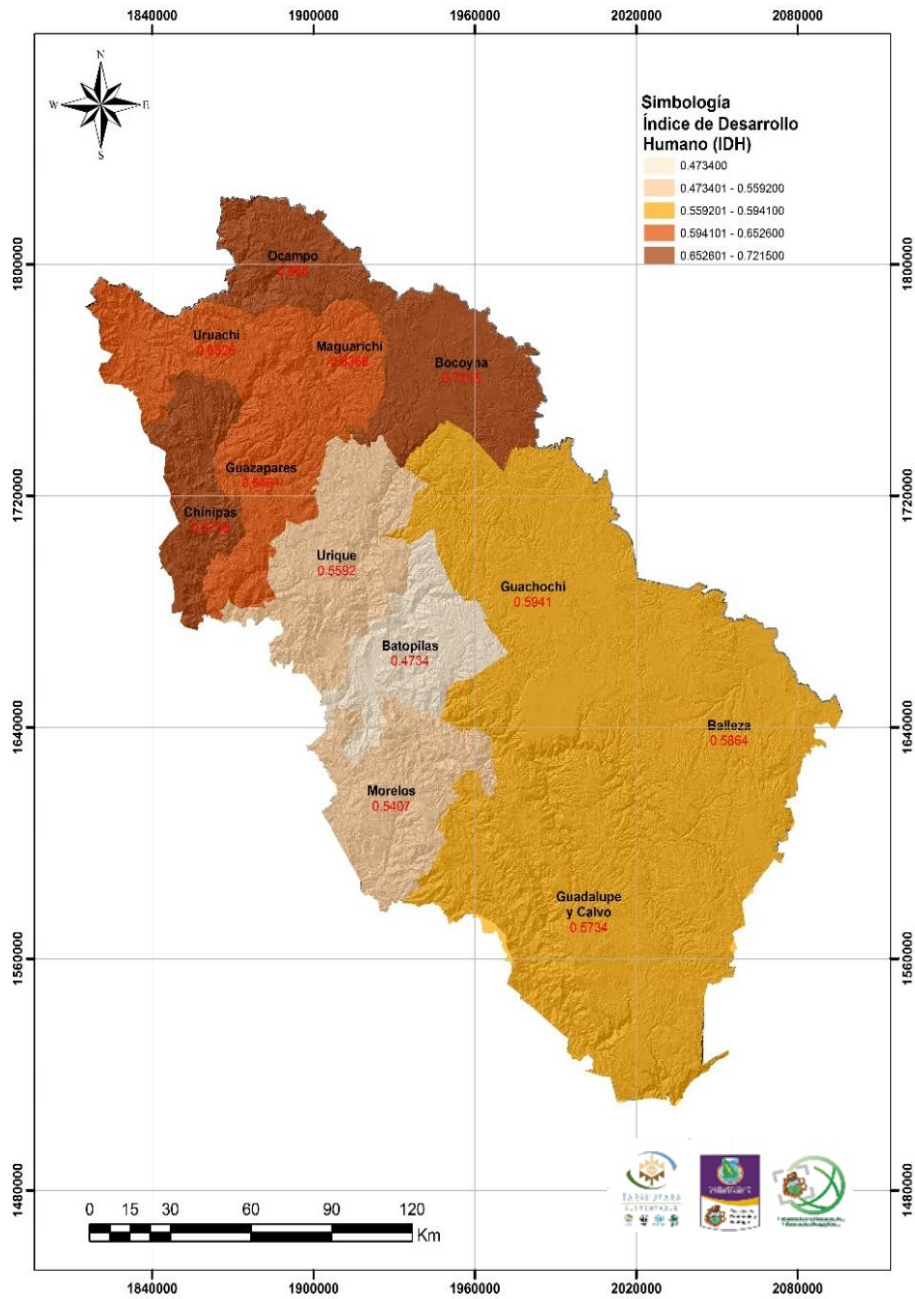 1840000 1900000 1960000 2020000 2080000
N
W E
S
Simbología
Índice de Desarrollo
Humano (IDH)
0.473400
0.473401 - 0.559200
0.559201 - 0.594100
0.594101 - 0.652600
0.652601 - 0.721500
1800000 1800000
Ocampo
Uruachi
0.6526
Maguarichi
Bocoyna
Guazapares
1720000 1720000
Chinipas
Urique
0.5592
Guachochi
0.5941
Batopilas
0.4734
1640000 1640000
Balleza
0.5864
Morelos
0.5407
Guadalupe
y Calvo
0.5734
1560000 1560000
1480000 1480000
0 15 30 60 90 120
Km
1840000 1900000 1960000 2020000 2080000